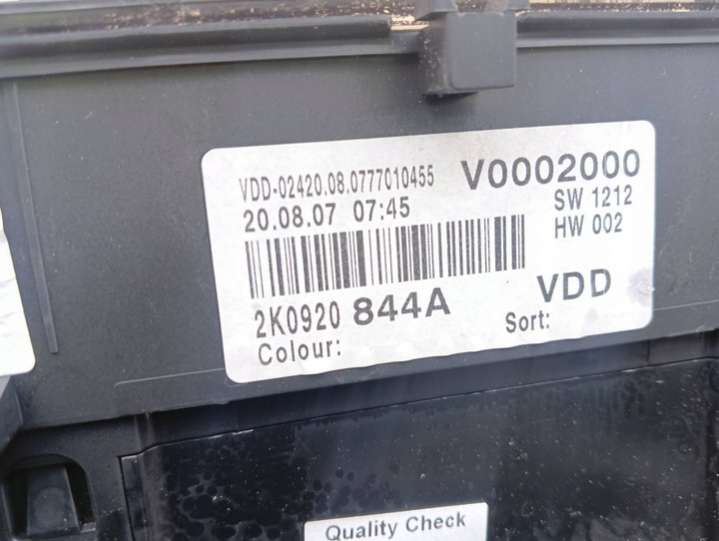 VDD-02420.08.0777010455 V0002000
20.08.07 07:45 SW 1212
HW 002
2K0920 844A VDD
Colour: Sort:
Quality Check